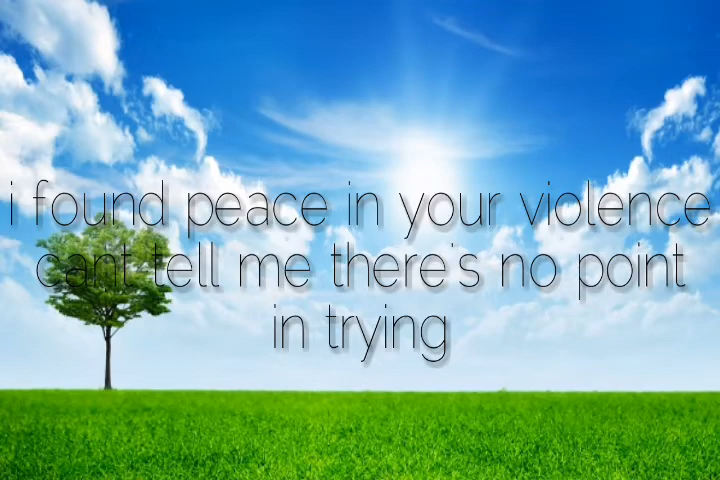 i found peace in your violence
cant tell me there's no point
in trying